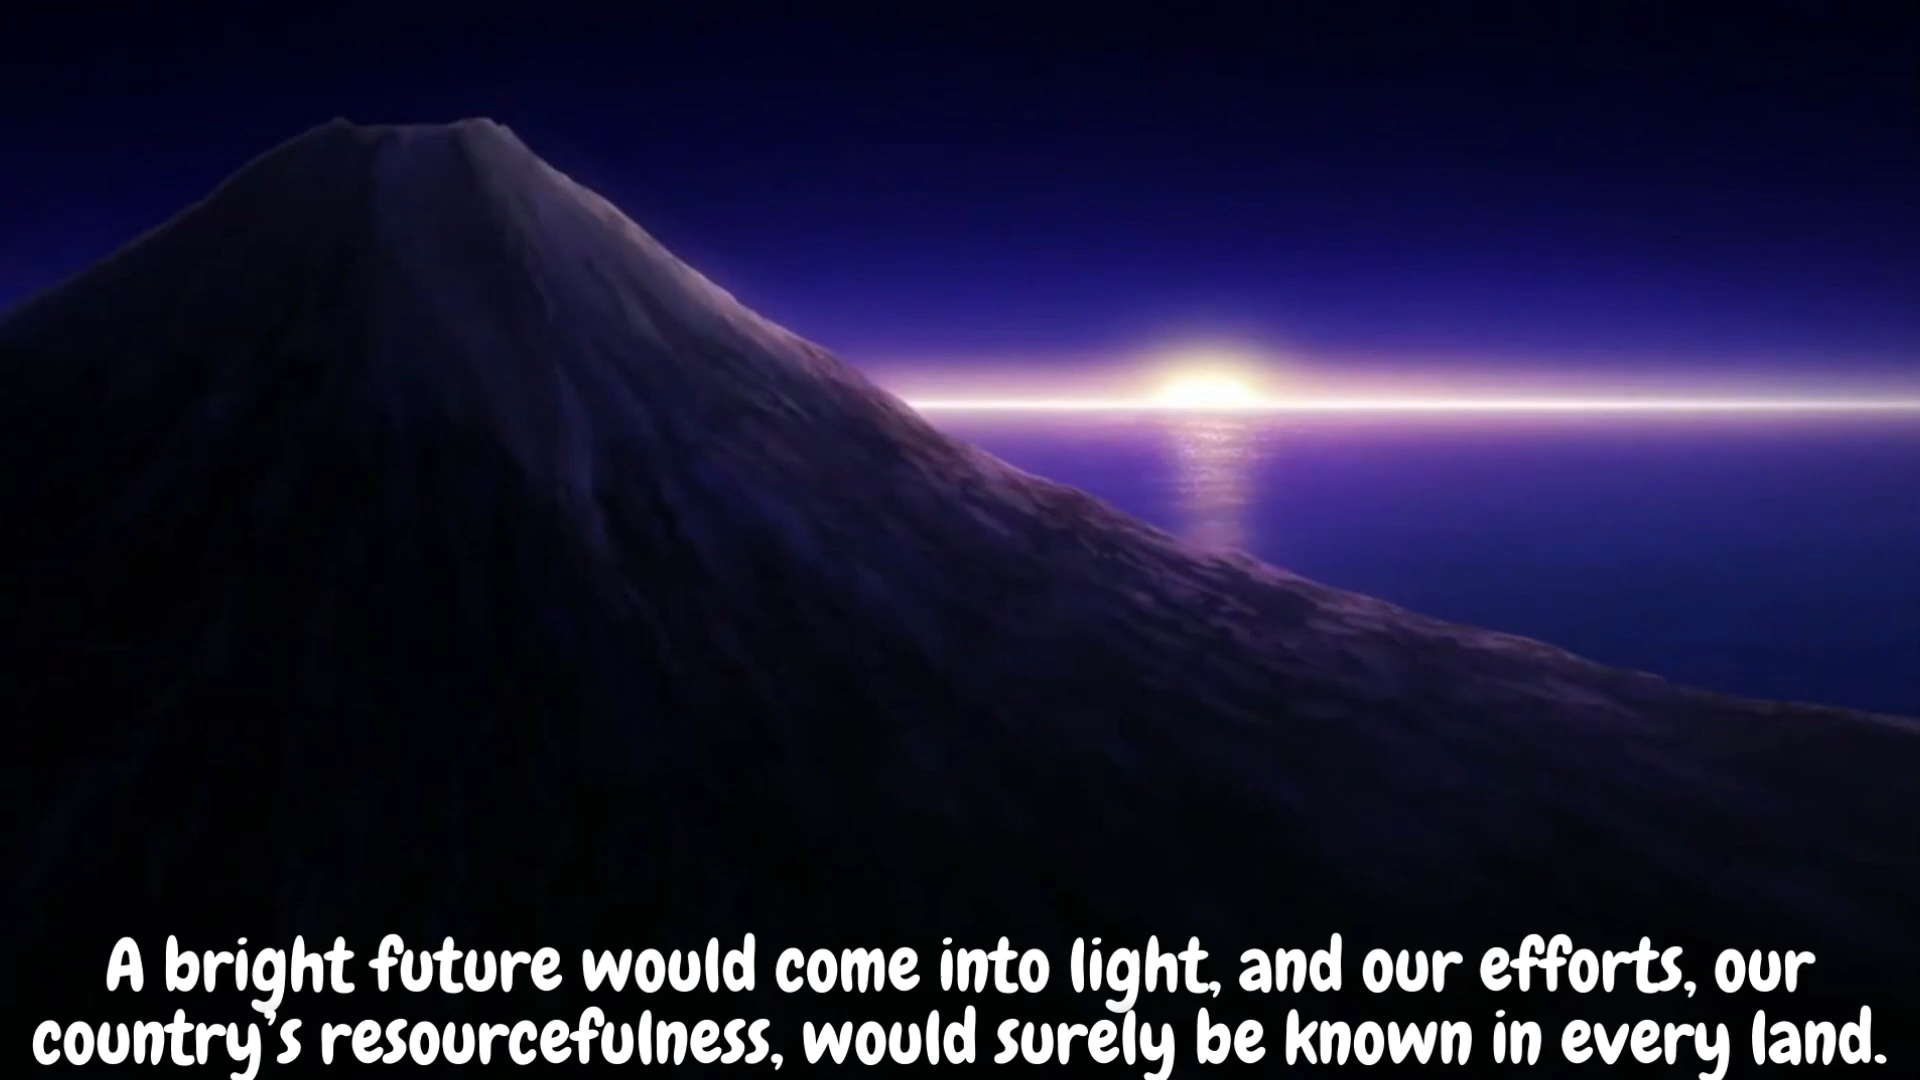 A bright future would come into light, and our efforts, our
country's resourcefulness, would surely be known in every land.